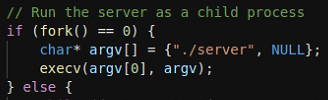 // Run the server as a child process
if (fork() == 0) {
    char* argv[] = {"./server", NULL};
    execv(argv[0], argv);
} else {